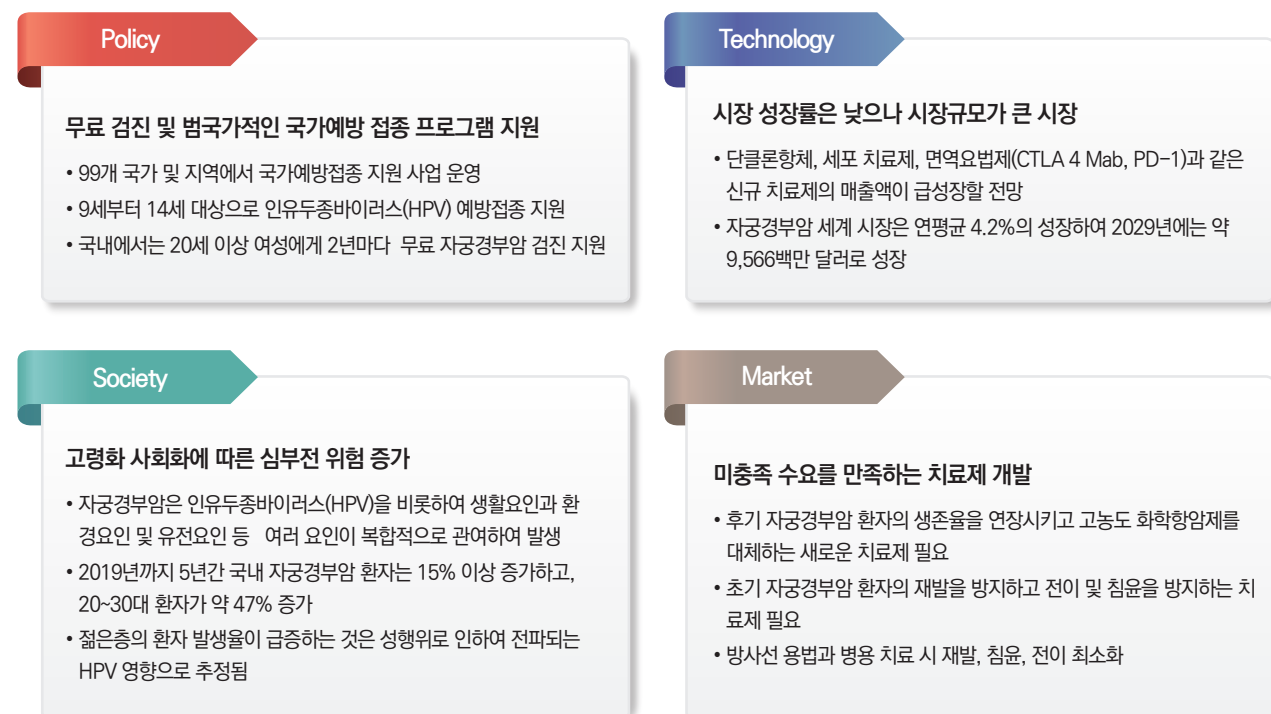 Policy
무료 검진 및 범국가적인 국가예방 접종 프로그램 지원
• 99개 국가 및 지역에서 국가예방접종 지원 사업 운영
• 9세부터 14세 대상으로 인유두종바이러스(HPV) 예방접종 지원
• 국내에서는 20세 이상 여성에게 2년마다 무료 자궁경부암 검진 지원
Technology
시장 성장률은 낮으나 시장규모가 큰 시장
• 단클론항체, 세포 치료제, 면역요법제(CTLA 4 Mab, PD-1)과 같은
신규 치료제의 매출액이 급성장할 전망
• 자궁경부암 세계 시장은 연평균 4.2%의 성장하여 2029년에는 약
9,566백만 달러로 성장
Society
고령화 사회화에 따른 심부전 위험 증가
• 자궁경부암은 인유두종바이러스(HPV)을 비롯하여 생활요인과 환
경요인 및 유전요인 등 여러 요인이 복합적으로 관여하여 발생
• 2019년까지 5년간 국내 자궁경부암 환자는 15% 이상 증가하고,
20~30대 환자가 약 47% 증가
• 젊은층의 환자 발생율이 급증하는 것은 성행위로 인하여 전파되는
HPV 영향으로 추정됨
Market
미충족 수요를 만족하는 치료제 개발
• 후기 자궁경부암 환자의 생존율을 연장시키고 고농도 화학항암제를
대체하는 새로운 치료제 필요
• 초기 자궁경부암 환자의 재발을 방지하고 전이 및 침윤을 방지하는 치
료제 필요
• 방사선 용법과 병용 치료 시 재발, 침윤, 전이 최소화